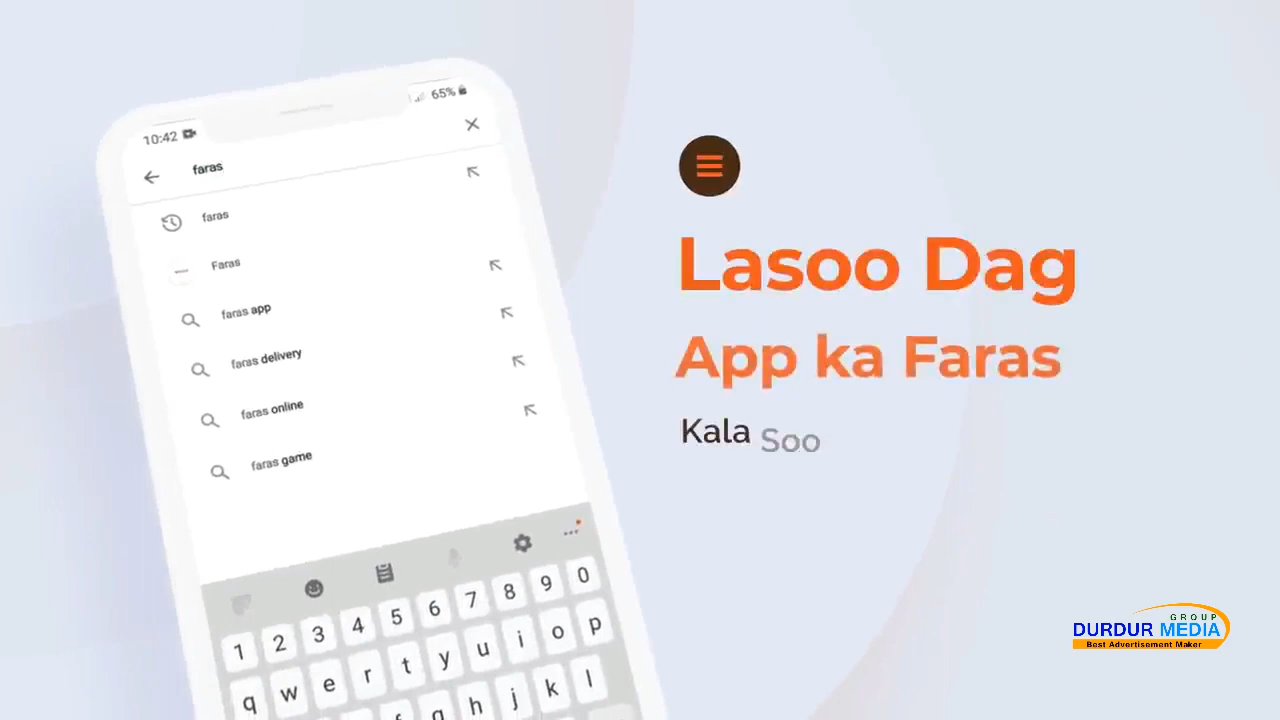 10:42
65%
faras
faras
Faras
faras app
faras delivery
faras online
faras game
1 2 3 4 5 6 7 8 9 0
q w e r t y u i o p
g h j k l
Lasoo Dag
App ka Faras
Kala Soo
GROUP
DURDUR MEDIA
Best Advertisement Maker